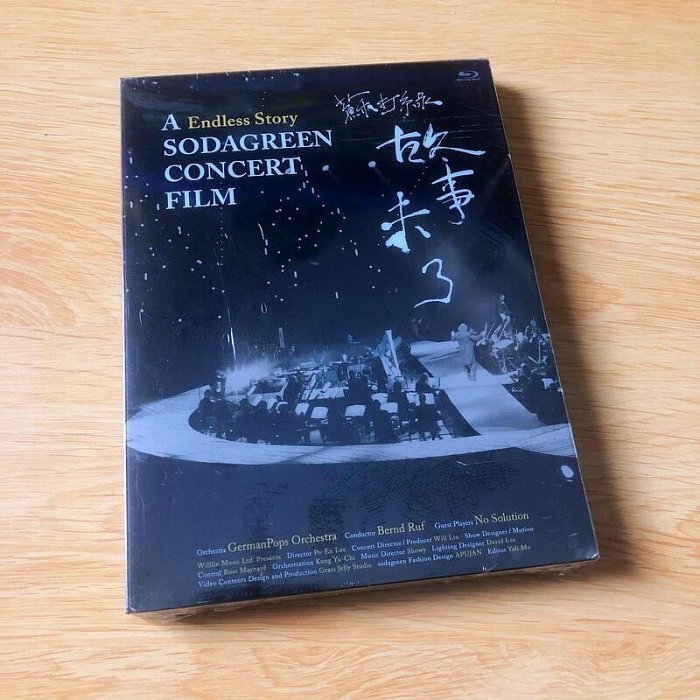 A Endless Story
SODAGREEN
CONCERT
FILM
蘇打綠
故事
未了
Orchestra GermanPops Orchestra Conductor Bernd Ruf Guest Players No Solution
Willin Music Ltd Presents Director Po-En Lee Concert Director / Producer Will Lin Show Designer / Motion
Control Ross Maynard Orchestration Kong Yu-Chi Music Director Showy Lighting Designer David Lee
Video Contents Design and Production Grass Jelly Studio sodagreen Fashion Design APUJAN Editor Yali Mo